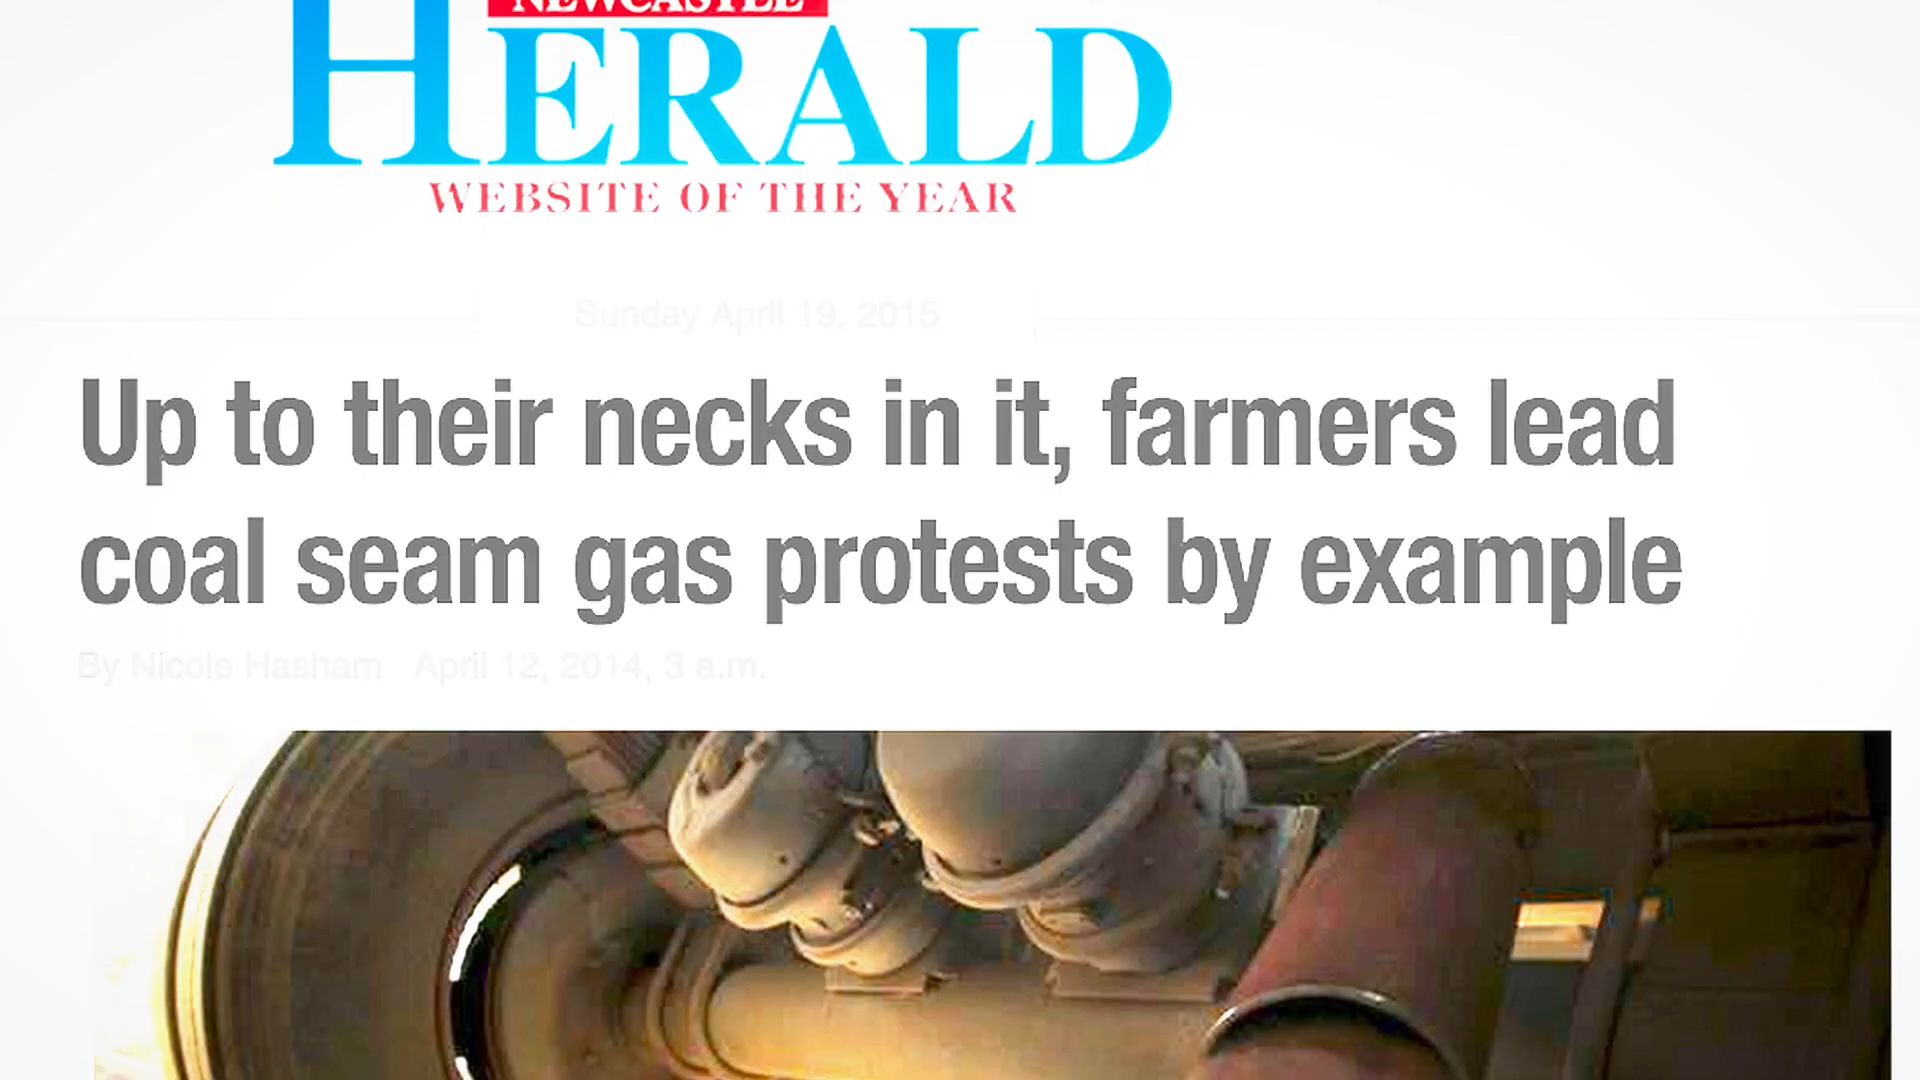 NEWCASTLE
HERALD
WEBSITE OF THE YEAR
Sunday April 19, 2015
Up to their necks in it, farmers lead
coal seam gas protests by example
By Nicole Hasham April 12, 2014, 3 a.m.